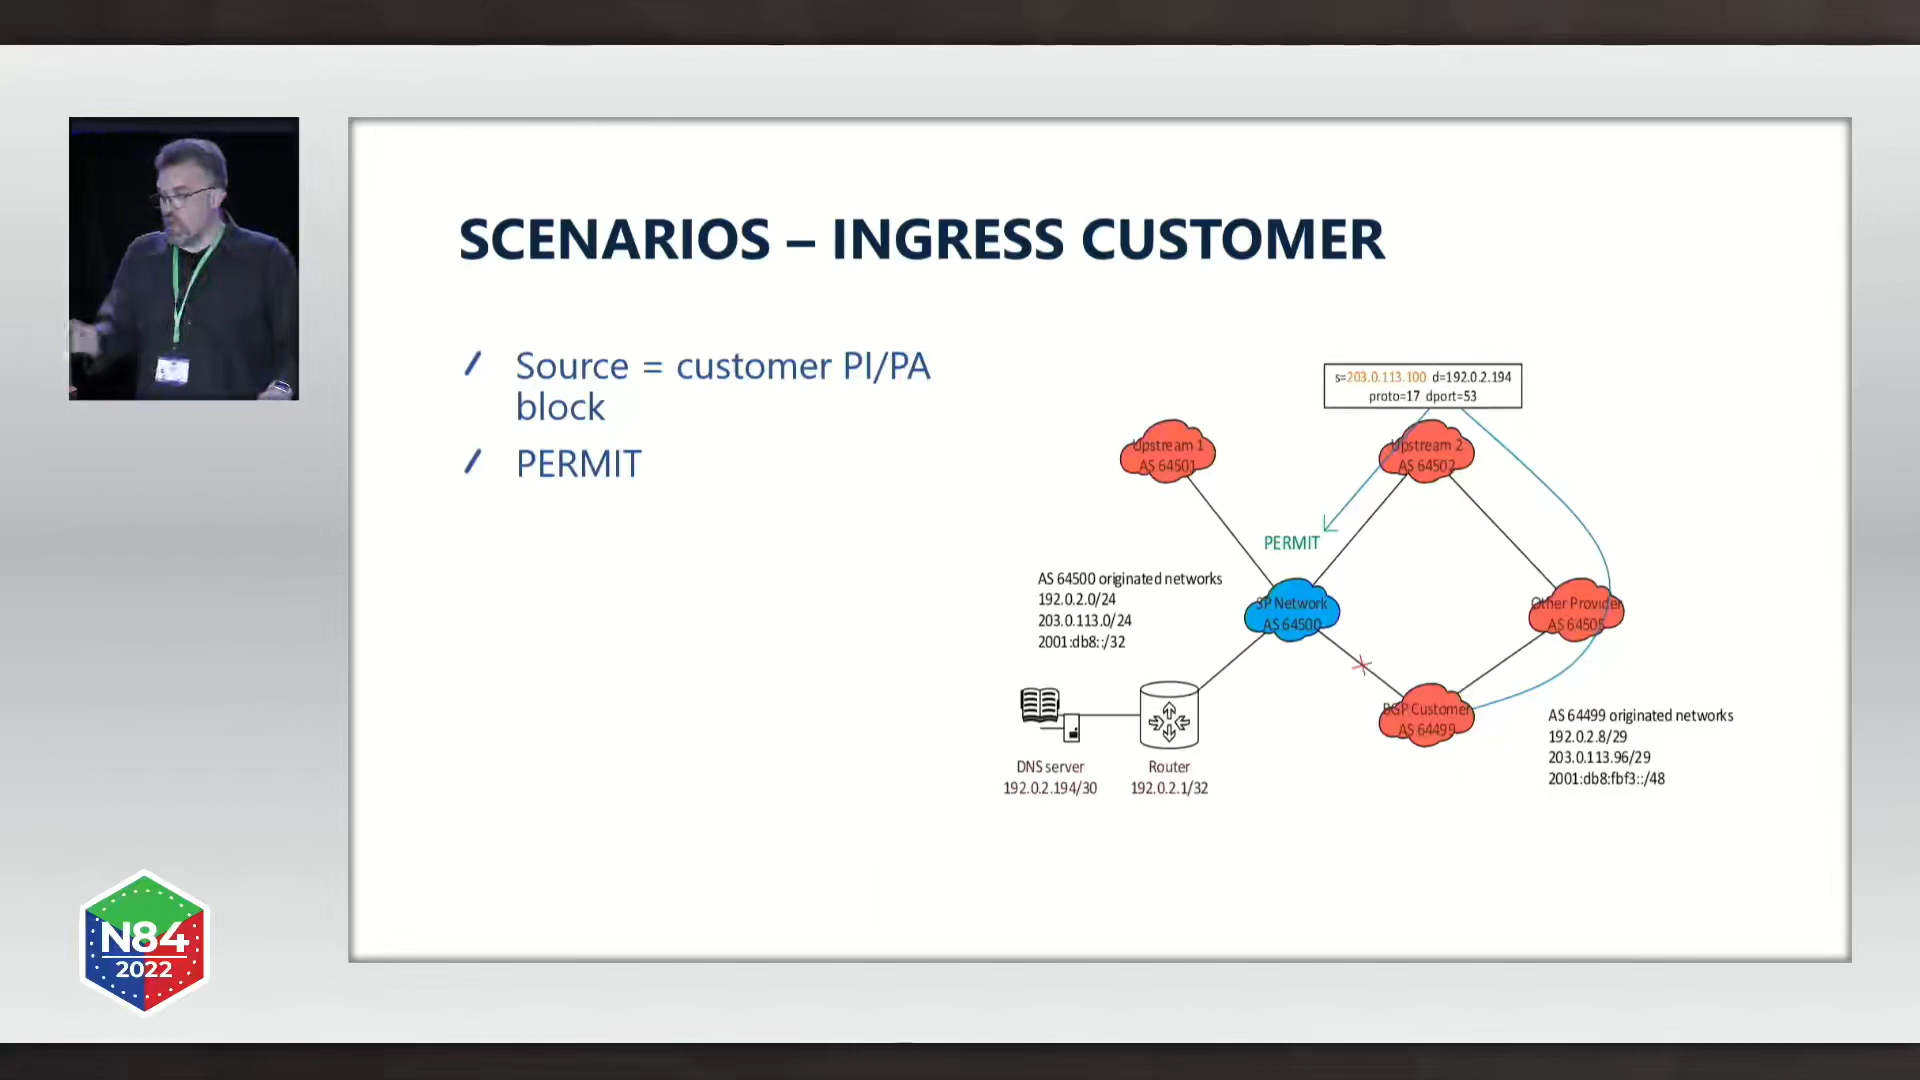 SCENARIOS – INGRESS CUSTOMER
Source = customer PI/PA
block
PERMIT
s=203.0.113.100 d=192.0.2.194
proto=17 dport=53
Upstream 1
AS 64501
Upstream 2
AS 64502
PERMIT
AS 64500 originated networks
192.0.2.0/24
203.0.113.0/24
2001:db8::/32
SP Network
AS 64500
Other Provider
AS 64505
BGP Customer
AS 64499
AS 64499 originated networks
192.0.2.8/29
203.0.113.96/29
2001:db8:fbf3::/48
DNS server
192.0.2.194/30
Router
192.0.2.1/32
N84
2022